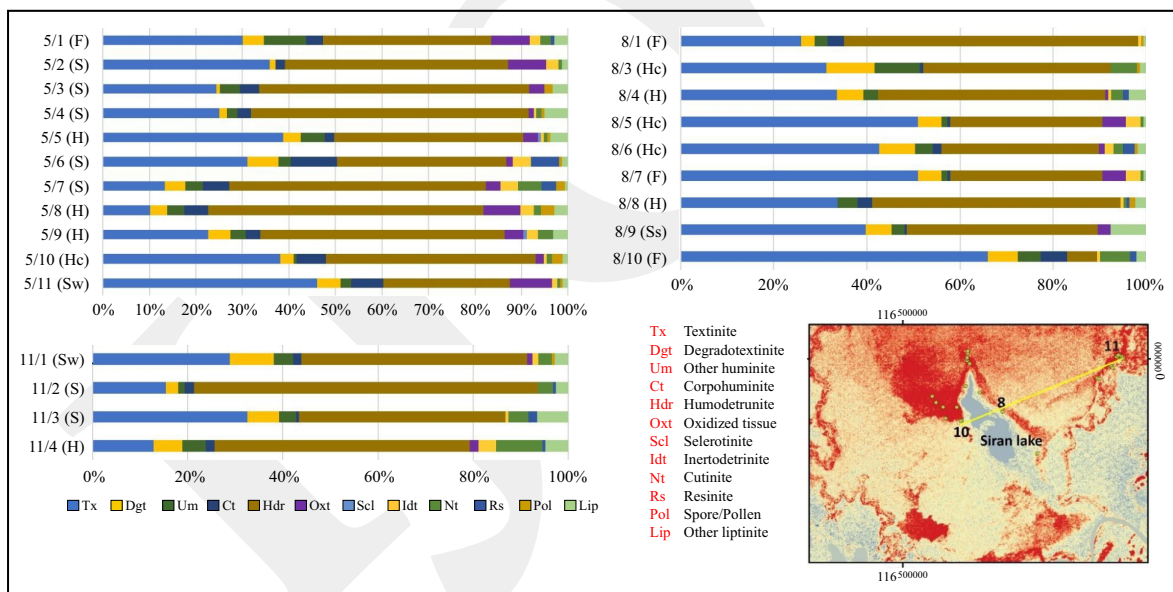 5/1 (F)
5/2 (S)
5/3 (S)
5/4 (S)
5/5 (H)
5/6 (S)
5/7 (S)
5/8 (H)
5/9 (H)
5/10 (Hc)
5/11 (Sw)
0% 10% 20% 30% 40% 50% 60% 70% 80% 90% 100%
8/1 (F)
8/3 (Hc)
8/4 (H)
8/5 (Hc)
8/6 (Hc)
8/7 (F)
8/8 (H)
8/9 (Ss)
8/10 (F)
0% 20% 40% 60% 80% 100%
11/1 (Sw)
11/2 (S)
11/3 (S)
11/4 (H)
0% 20% 40% 60% 80% 100%
Tx Dgt Um Ct Hdr Oxt Scl Idt Nt Rs Pol Lip
Tx Textinite
Dgt Degradotextinite
Um Other huminite
Ct Corpohuminite
Hdr Humodetrunite
Oxt Oxidized tissue
Scl Selerotinite
Idt Inertodetrinite
Nt Cutinite
Rs Resinite
Pol Spore/Pollen
Lip Other liptinite
116500000
11
000000
8
10
Siran lake
116500000